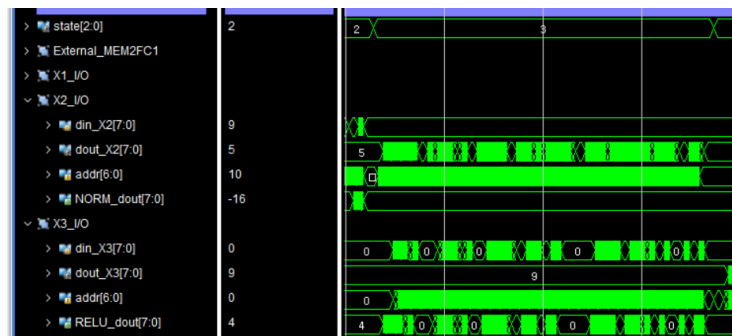 state[2:0] 2 2 3
External_MEM2FC1
X1_I/O
X2_I/O
din_X2[7:0] 9
dout_X2[7:0] 5 5
addr[6:0] 10
NORM_dout[7:0] -16
X3_I/O
din_X3[7:0] 0 0 0 0 0 0
dout_X3[7:0] 9 9
addr[6:0] 0 0
RELU_dout[7:0] 4 4 0 0 0 0